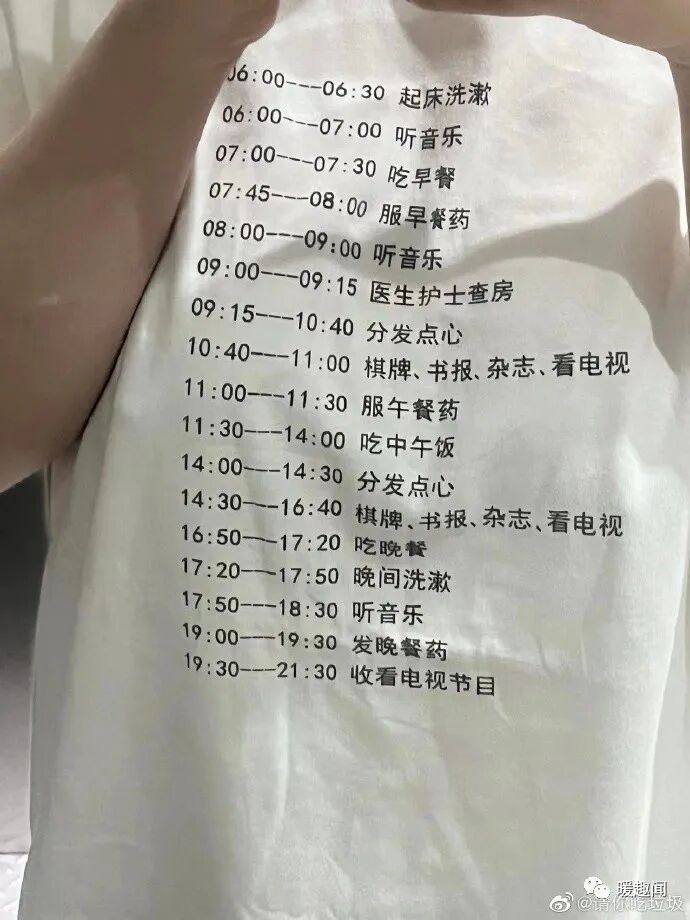 06:00---06:30 起床洗漱
06:00---07:00 听音乐
07:00---07:30 吃早餐
07:45---08:00 服早餐药
08:00---09:00 听音乐
09:00---09:15 医生护士查房
09:15---10:40 分发点心
10:40---11:00 棋牌、书报、杂志、看电视
11:00---11:30 服午餐药
11:30---14:00 吃中午饭
14:00---14:30 分发点心
14:30---16:40 棋牌、书报、杂志、看电视
16:50---17:20 吃晚餐
17:20---17:50 晚间洗漱
17:50---18:30 听音乐
19:00---19:30 发晚餐药
19:30---21:30 收看电视节目
暖趣闻
@请你吃垃圾